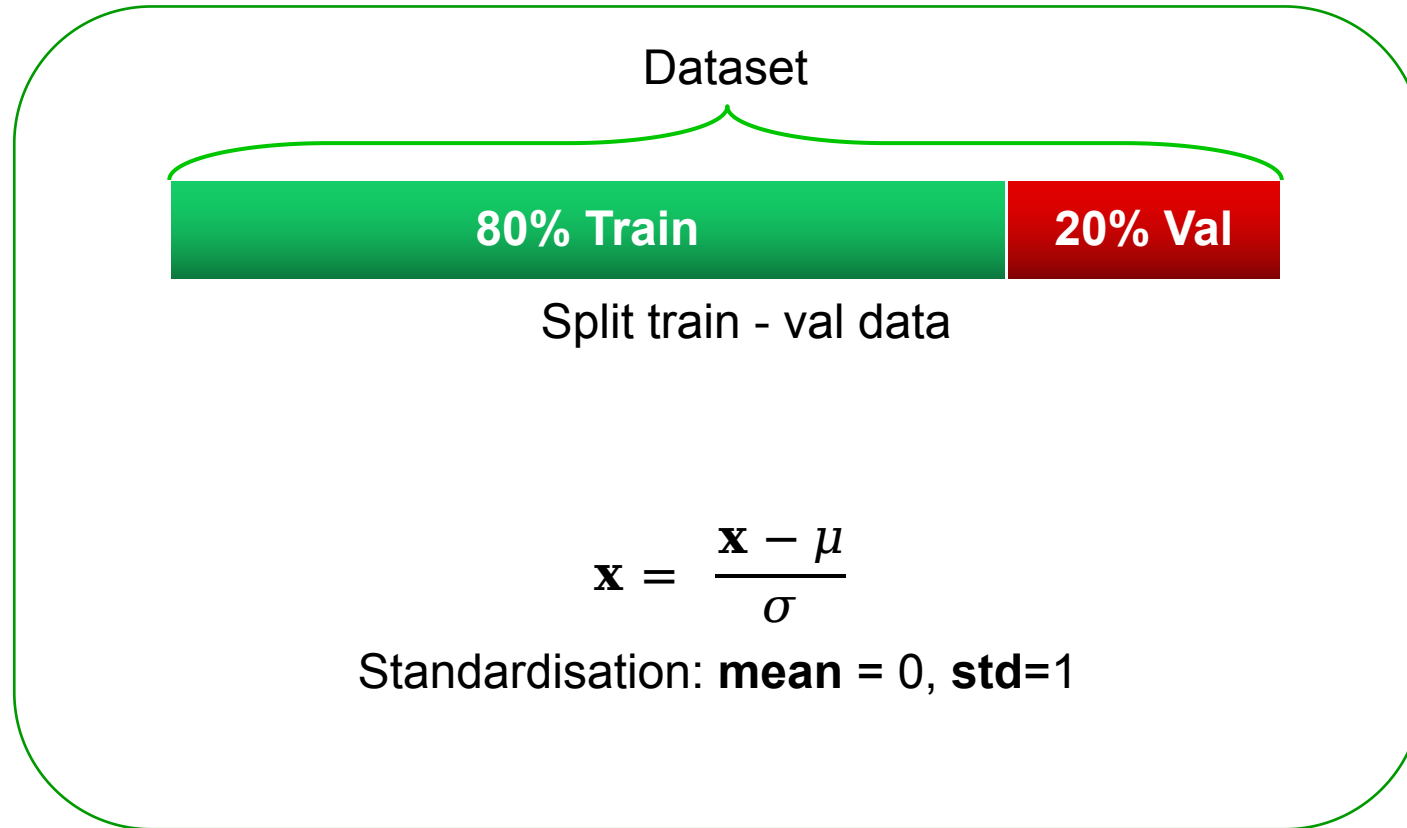 Dataset
80% Train 20% Val
Split train - val data
𝐱 = (𝐱 − μ) / σ
Standardisation: mean = 0, std=1